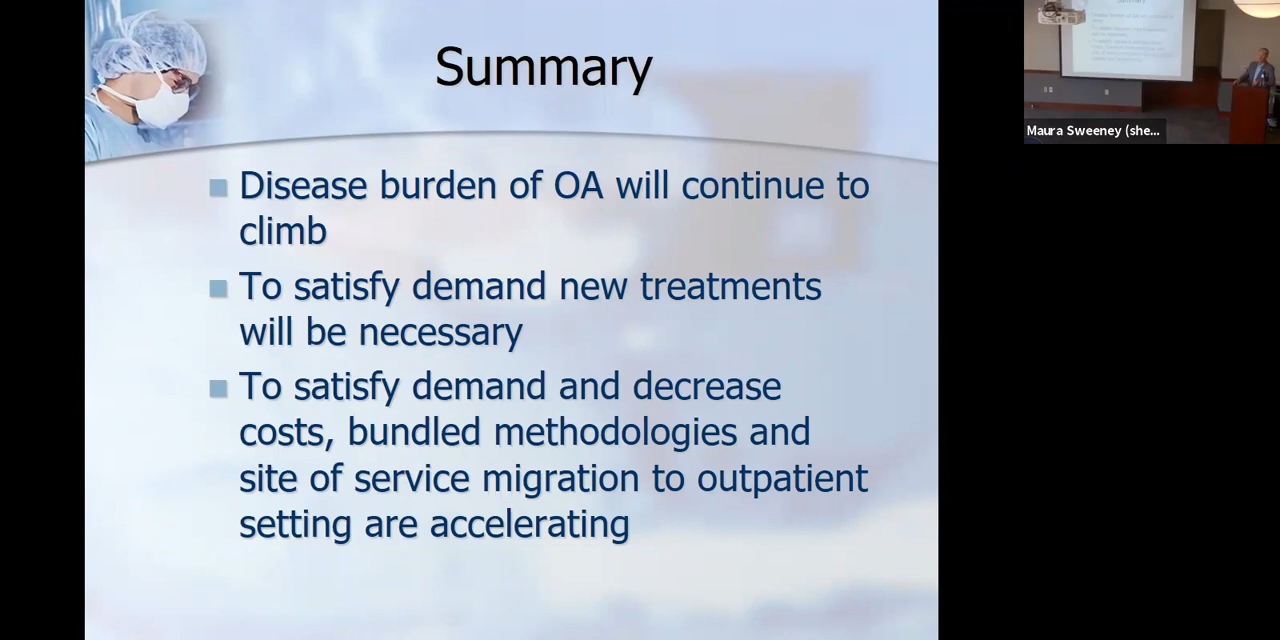 Summary
Disease burden of OA will continue to
climb
To satisfy demand new treatments
will be necessary
To satisfy demand and decrease
costs, bundled methodologies and
site of service migration to outpatient
setting are accelerating
Summary
Maura Sweeney (she...